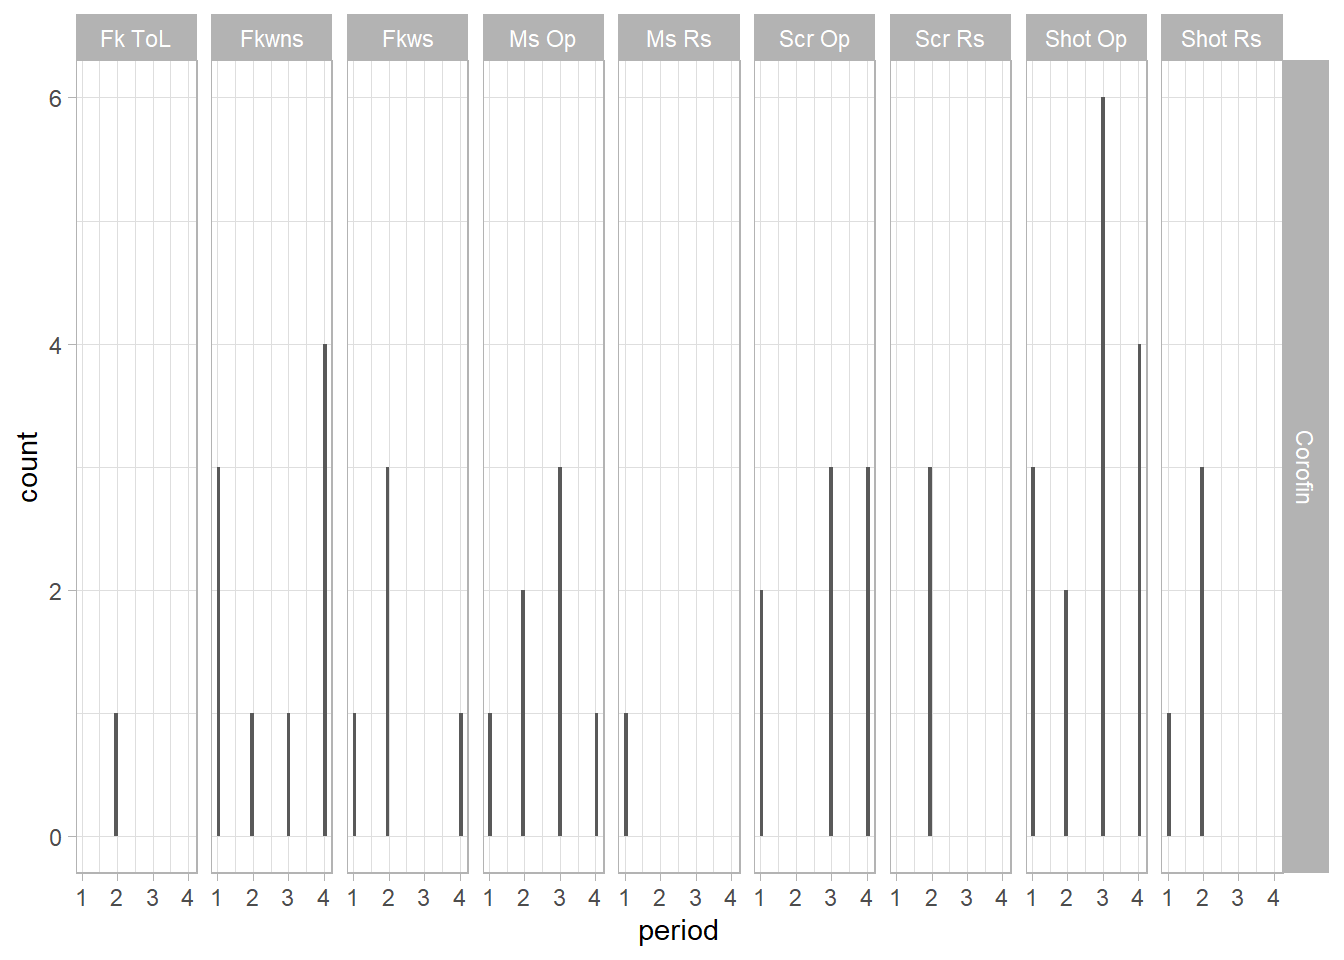 Fk ToL Fkwns Fkws Ms Op Ms Rs Scr Op Scr Rs Shot Op Shot Rs
6
4
2
0
count
Corofin
1 2 3 4 1 2 3 4 1 2 3 4 1 2 3 4 1 2 3 4 1 2 3 4 1 2 3 4 1 2 3 4 1 2 3 4
period